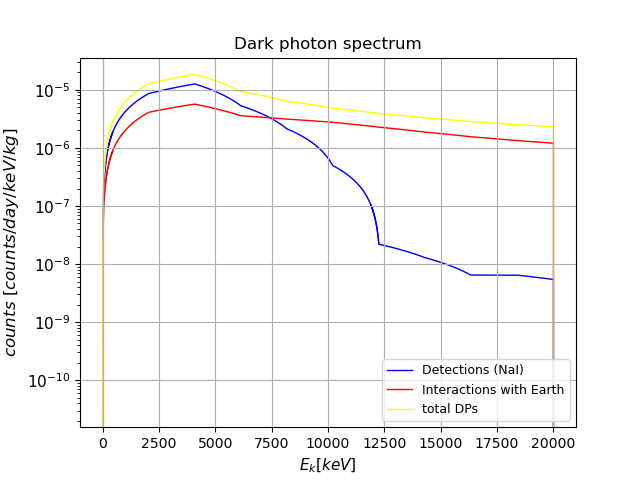 Dark photon spectrum
counts [counts/day/keV/kg]
10⁻⁵
10⁻⁶
10⁻⁷
10⁻⁸
10⁻⁹
10⁻¹⁰
Detections (NaI)
Interactions with Earth
total DPs
0 2500 5000 7500 10000 12500 15000 17500 20000
Eₖ[keV]